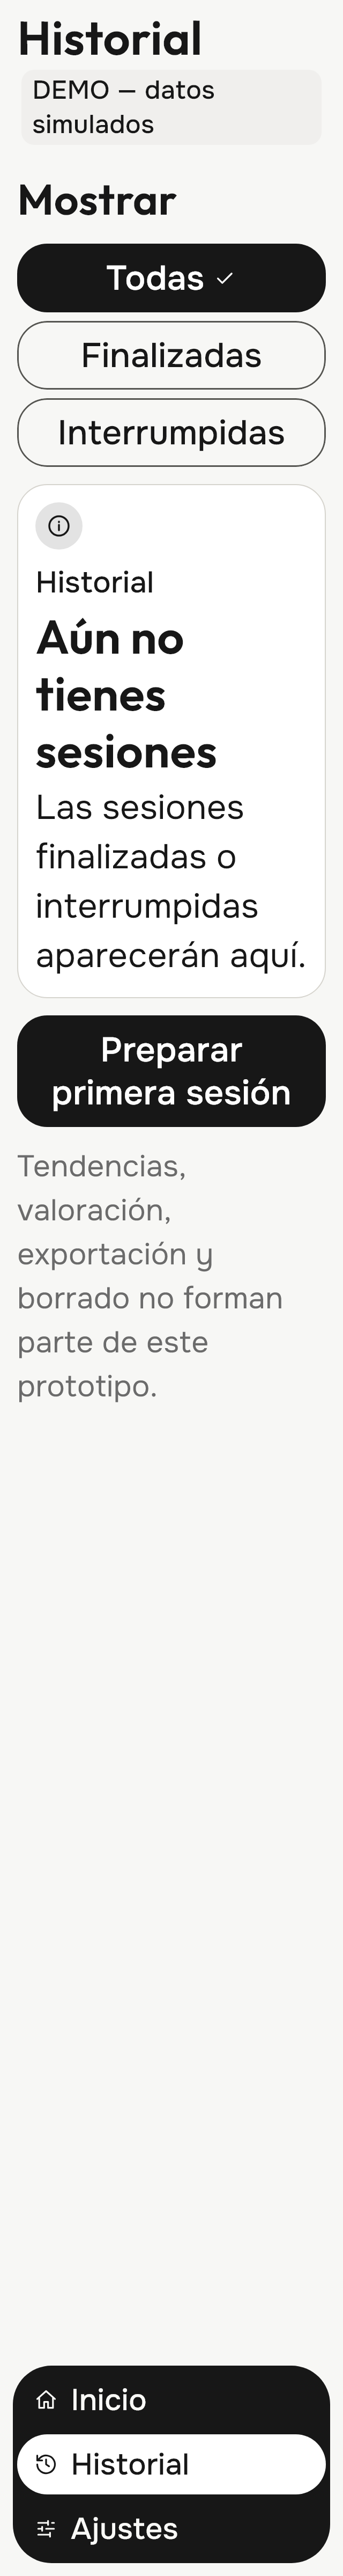 Historial
DEMO — datos
simulados
Mostrar
Todas
Finalizadas
Interrumpidas
Historial
Aún no
tienes
sesiones
Las sesiones
finalizadas o
interrumpidas
aparecerán aquí.
Preparar
primera sesión
Tendencias,
valoración,
exportación y
borrado no forman
parte de este
prototipo.
Inicio
Historial
Ajustes